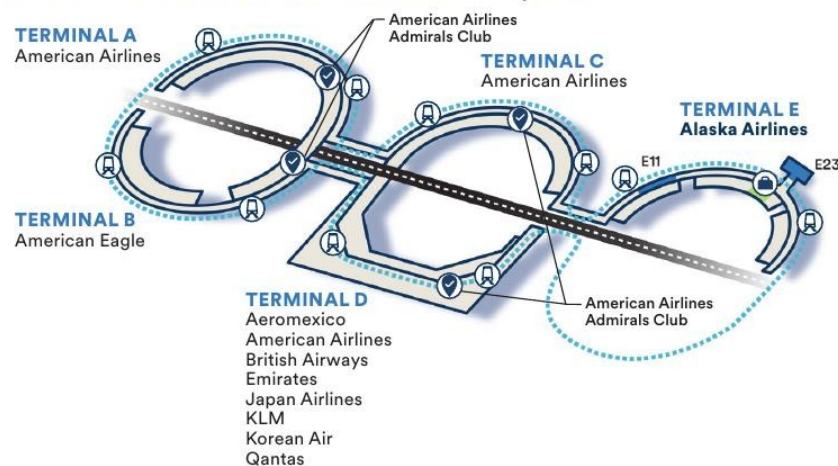 TERMINAL A
American Airlines
American Airlines
Admirals Club
TERMINAL C
American Airlines
TERMINAL E
Alaska Airlines
E11
E23
TERMINAL B
American Eagle
TERMINAL D
Aeromexico
American Airlines
British Airways
Emirates
Japan Airlines
KLM
Korean Air
Qantas
American Airlines
Admirals Club